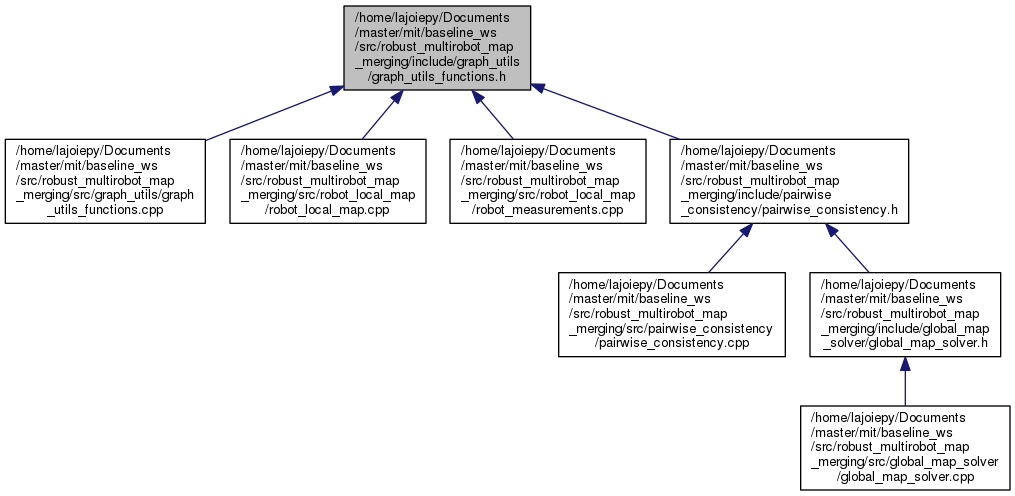 /home/lajoiepy/Documents
/master/mit/baseline_ws
/src/robust_multirobot_map
_merging/include/graph_utils
/graph_utils_functions.h
/home/lajoiepy/Documents
/master/mit/baseline_ws
/src/robust_multirobot_map
_merging/src/graph_utils/graph
_utils_functions.cpp
/home/lajoiepy/Documents
/master/mit/baseline_ws
/src/robust_multirobot_map
_merging/src/robot_local_map
/robot_local_map.cpp
/home/lajoiepy/Documents
/master/mit/baseline_ws
/src/robust_multirobot_map
_merging/src/robot_local_map
/robot_measurements.cpp
/home/lajoiepy/Documents
/master/mit/baseline_ws
/src/robust_multirobot_map
_merging/include/pairwise
_consistency/pairwise_consistency.h
/home/lajoiepy/Documents
/master/mit/baseline_ws
/src/robust_multirobot_map
_merging/src/pairwise_consistency
/pairwise_consistency.cpp
/home/lajoiepy/Documents
/master/mit/baseline_ws
/src/robust_multirobot_map
_merging/include/global_map
_solver/global_map_solver.h
/home/lajoiepy/Documents
/master/mit/baseline_ws
/src/robust_multirobot_map
_merging/src/global_map_solver
/global_map_solver.cpp